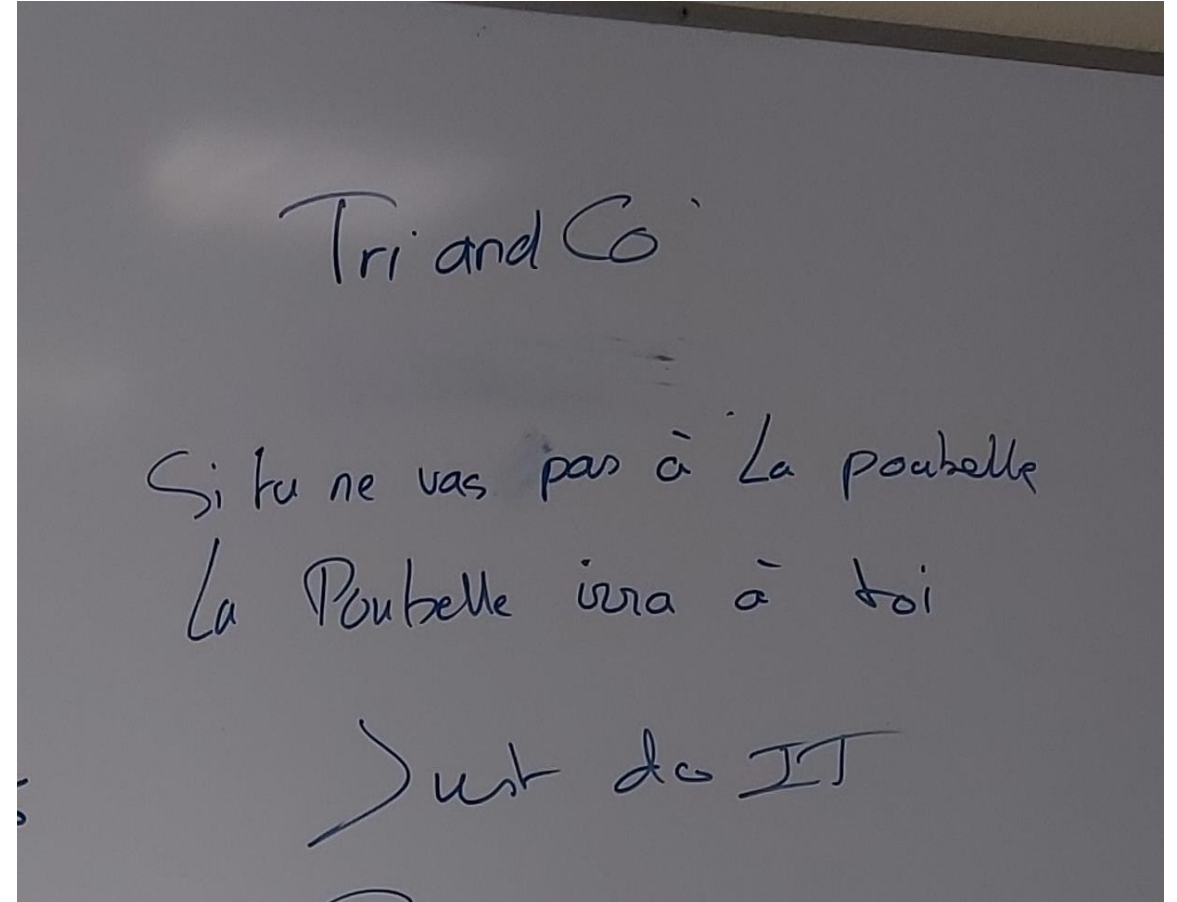 Tri and Co
Si tu ne vas pas à La poubelle
La Poubelle irra à toi
Just do IT